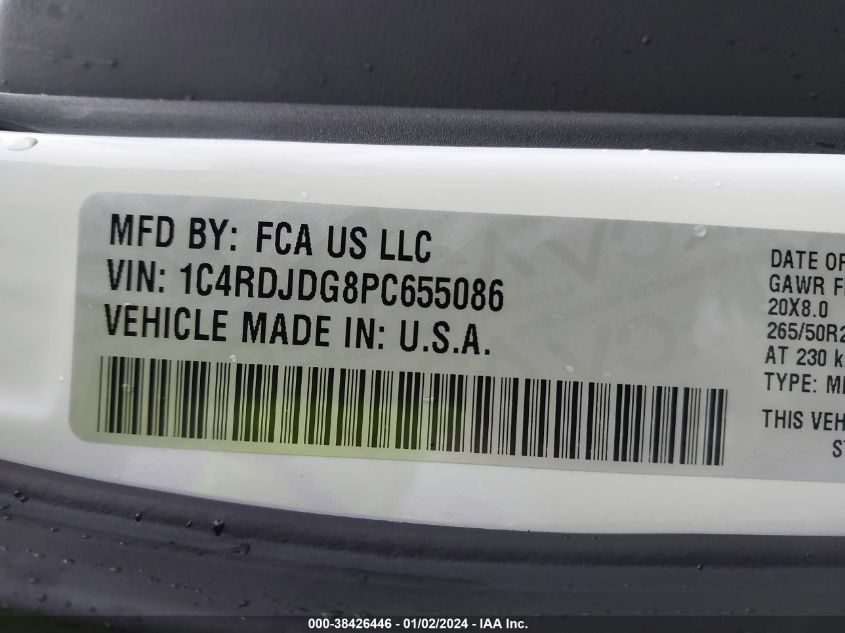 MFD BY: FCA US LLC
VIN: 1C4RDJDG8PC655086
VEHICLE MADE IN: U.S.A.
DATE OF
GAWR F
20X8.0
265/50R2
AT 230 k
TYPE: M
THIS VEH
ST
000-38426446 - 01/02/2024 - IAA Inc.